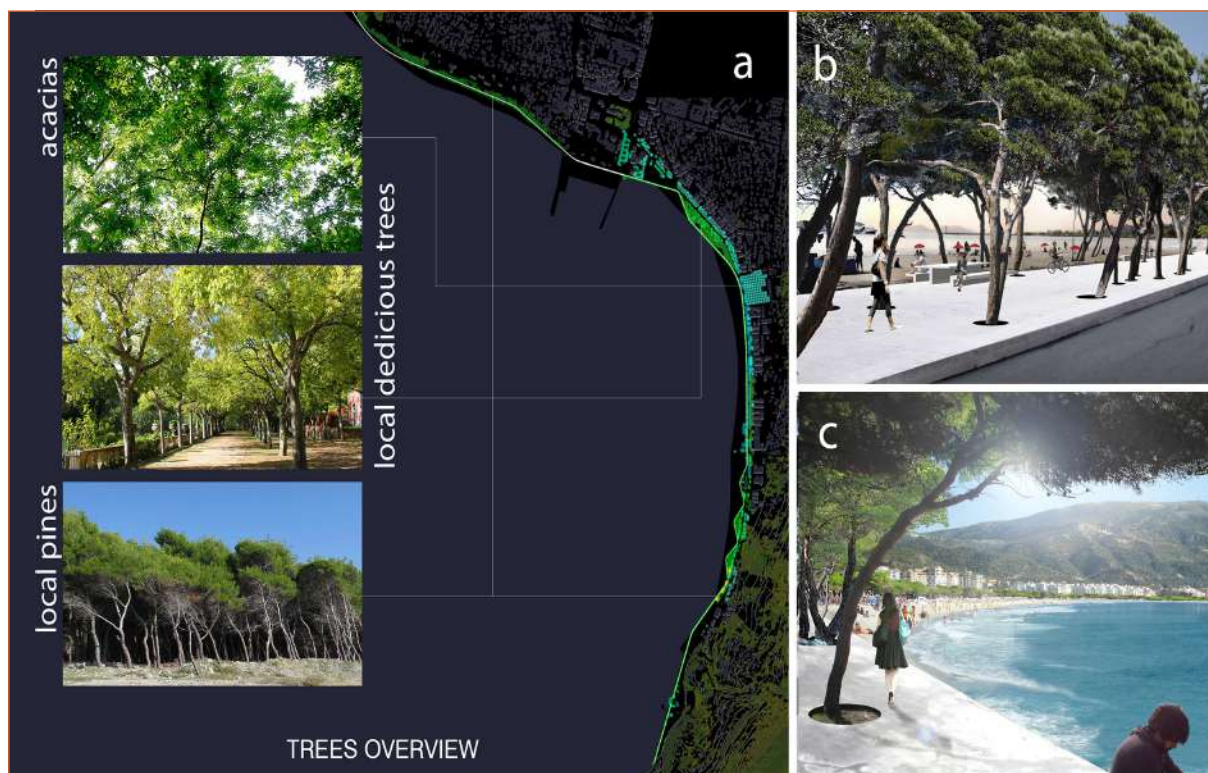 acacias
local dedicious trees
local pines
TREES OVERVIEW
a
b
c